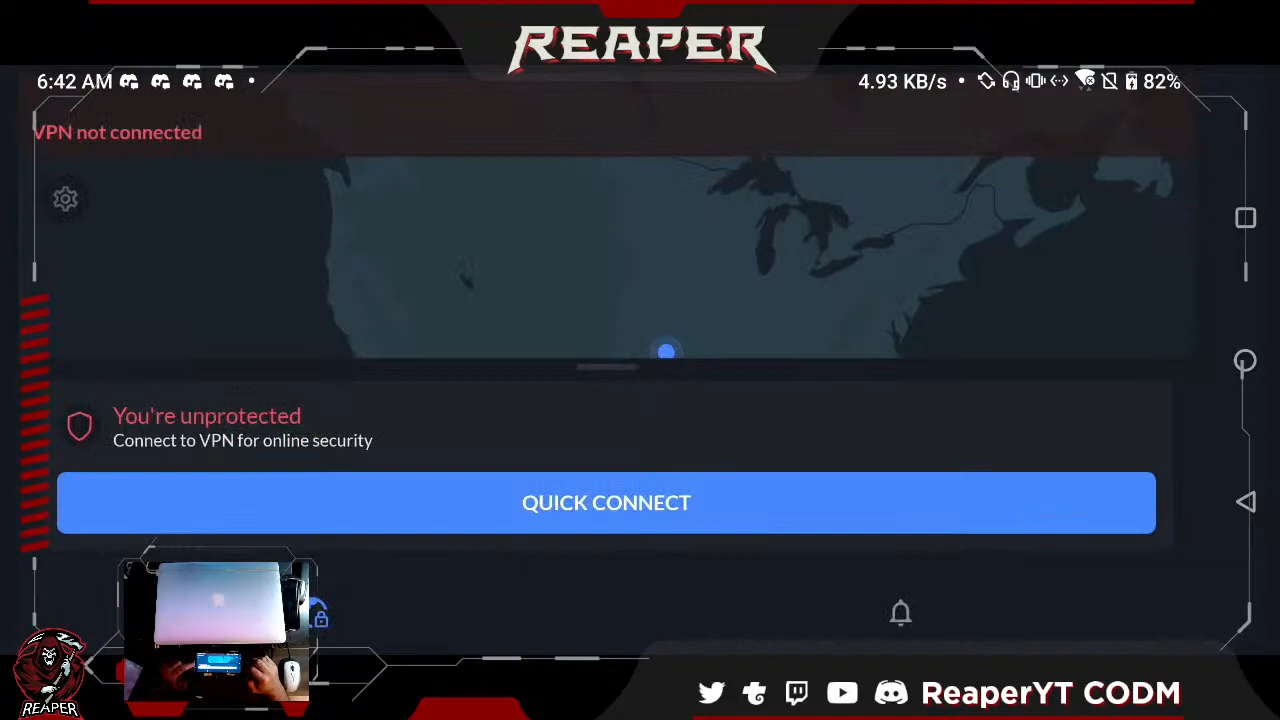 REAPER
6:42 AM
4.93 KB/s
82%
VPN not connected
You're unprotected
Connect to VPN for online security
QUICK CONNECT
REAPER
ReaperYT CODM